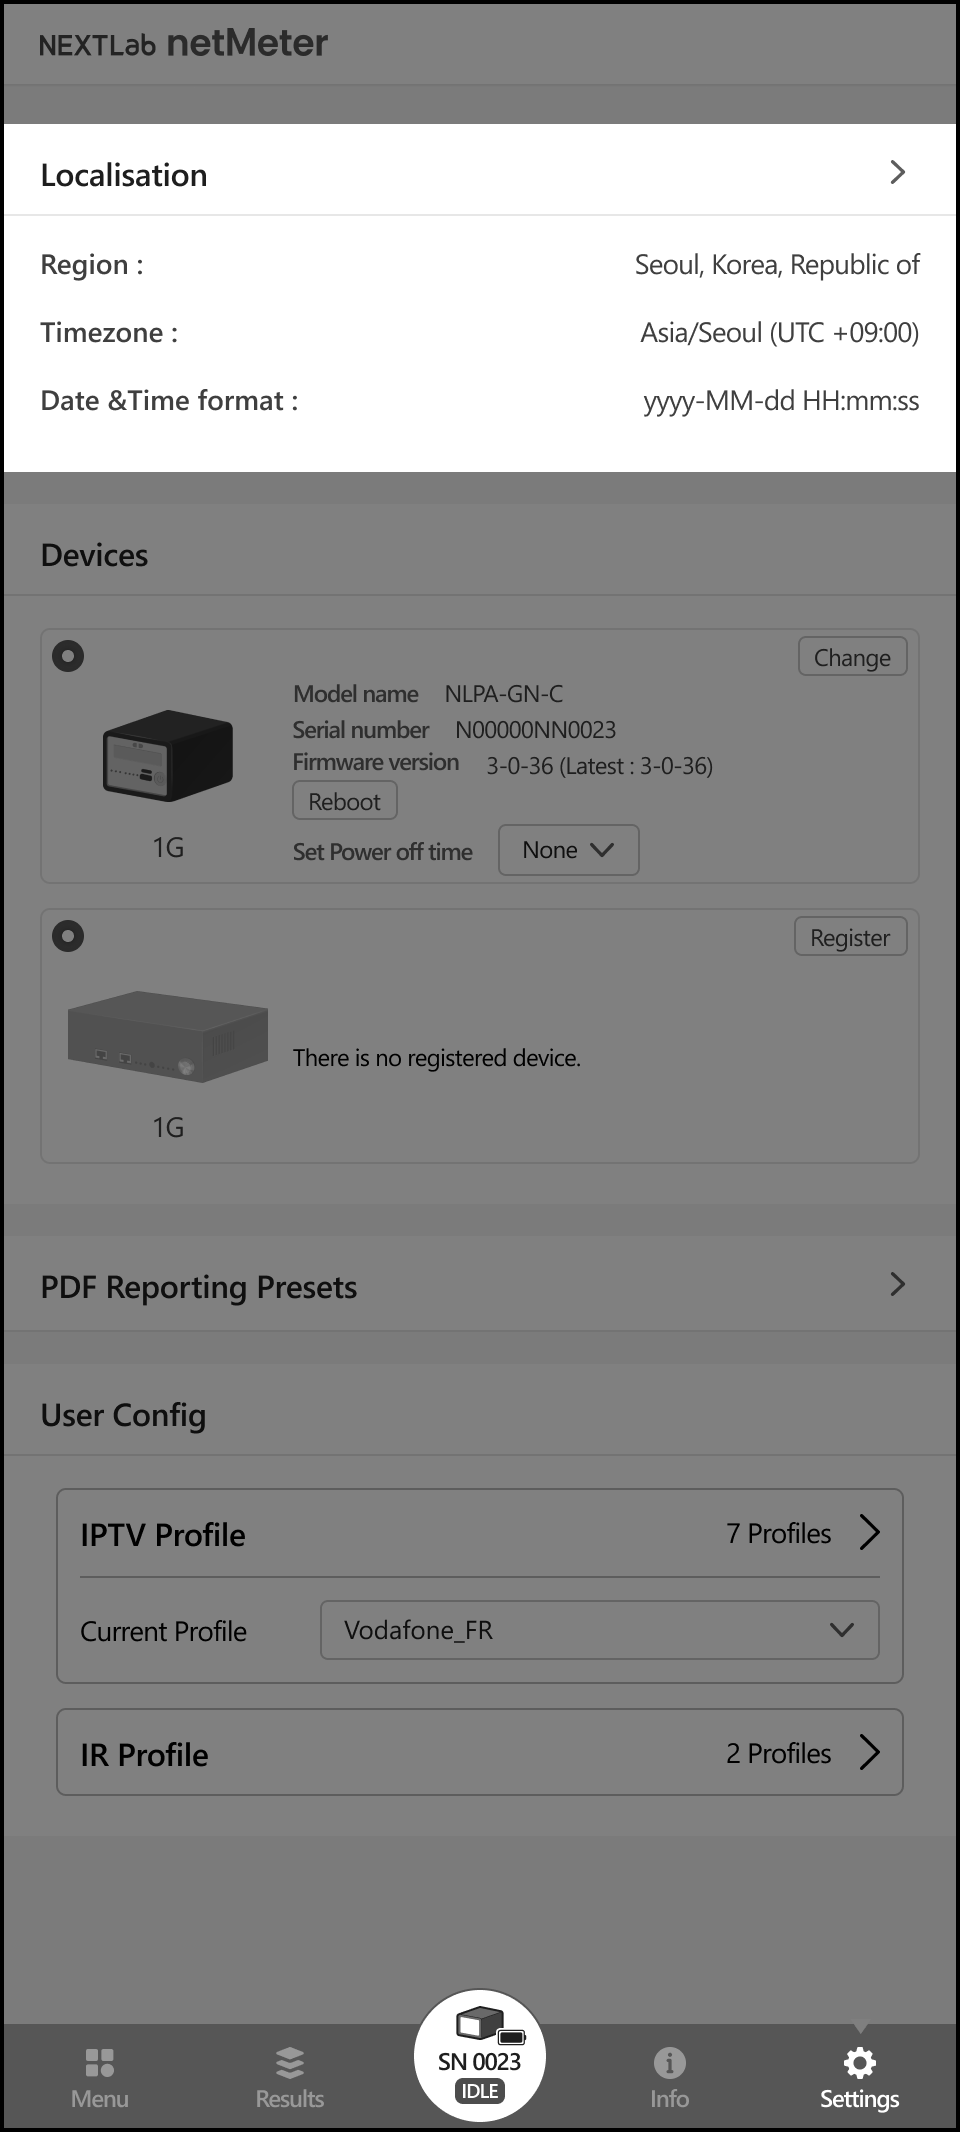 NEXTLab netMeter
Localisation
Region : Seoul, Korea, Republic of
Timezone : Asia/Seoul (UTC +09:00)
Date &Time format : yyyy-MM-dd HH:mm:ss
Devices
Change
Model name NLPA-GN-C
Serial number N00000NN0023
Firmware version 3-0-36 (Latest : 3-0-36)
Reboot
1G
Set Power off time None
Register
There is no registered device.
1G
PDF Reporting Presets
User Config
IPTV Profile 7 Profiles
Current Profile Vodafone_FR
IR Profile 2 Profiles
SN 0023
IDLE
Menu Results Info Settings